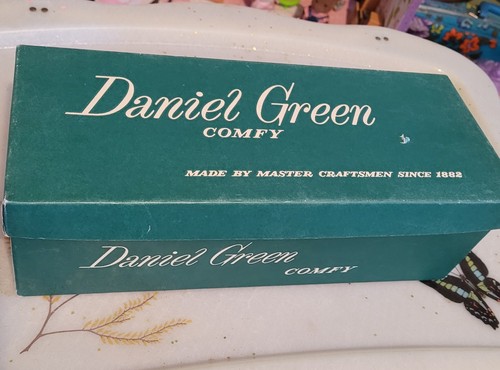 Daniel Green
COMFY
MADE BY MASTER CRAFTSMEN SINCE 1882
Daniel Green
COMFY